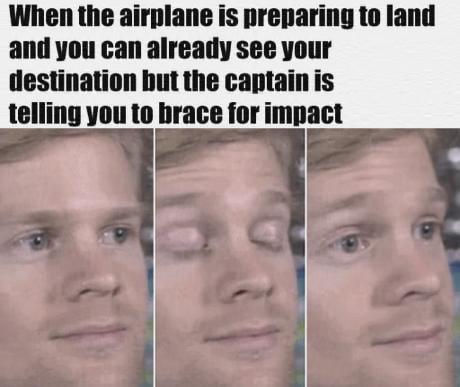 When the airplane is preparing to land
and you can already see your
destination but the captain is
telling you to brace for impact